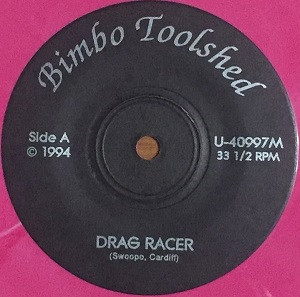 Bimbo Toolshed
Side A
© 1994
U-40997M
33 1/2 RPM
DRAG RACER
(Swoopo, Cardiff)